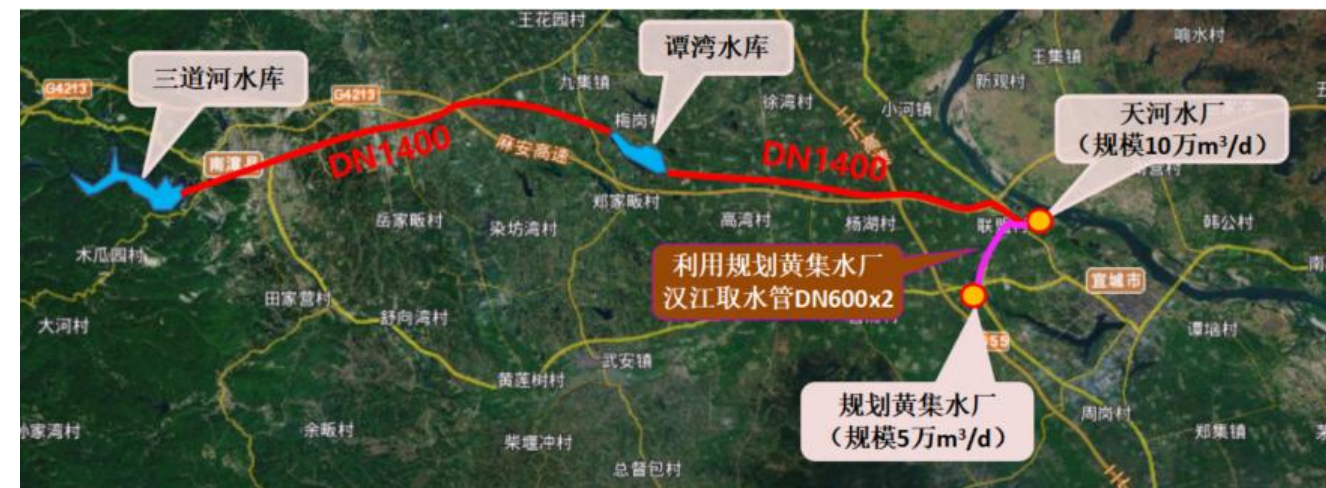 王花园村
响水村
三道河水库
谭湾水库
王集镇
新观村
G4213
G4213
九集镇
徐湾村
小河镇
天河水厂
(规模10万m³/d)
梅岗村
南漳县
DN1400
麻安高速
DN1400
郑家畈村
岳家畈村
染坊湾村
高湾村
杨湖村
韩公村
木瓜园村
利用规划黄集水厂
汉江取水管DN600x2
宜城市
田家营村
大河村
舒向湾村
谭垴村
武安镇
黄莲树村
规划黄集水厂
(规模5万m³/d)
周岗村
郑集镇
余畈村
柴堰冲村
总督包村